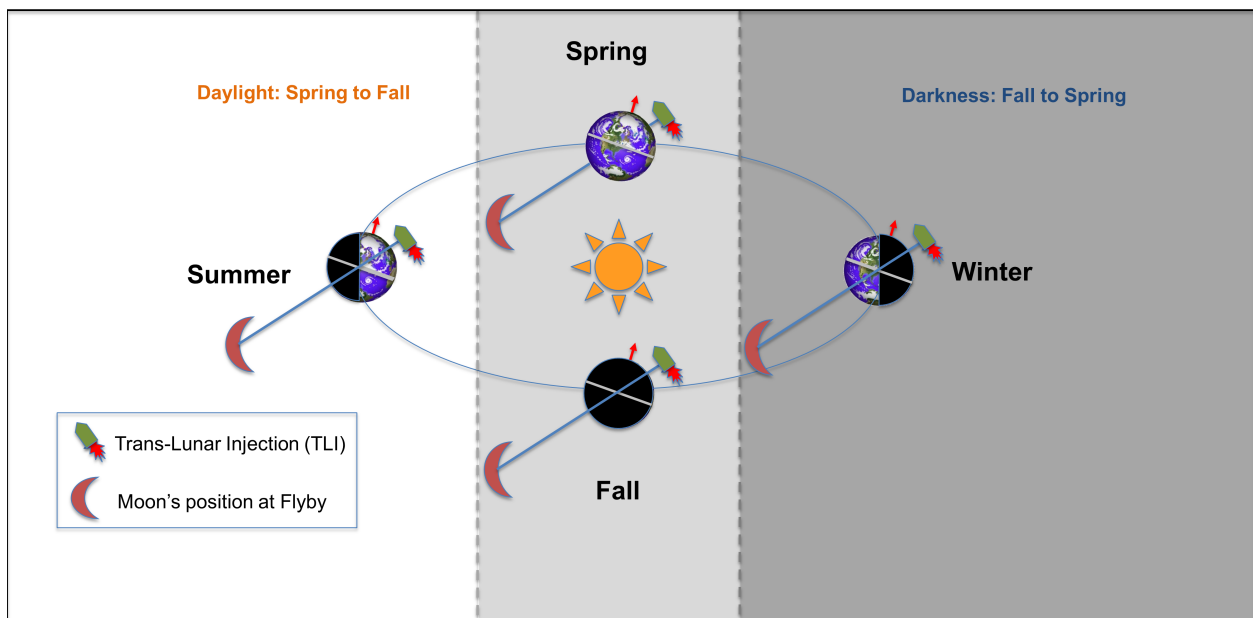 Spring
Daylight: Spring to Fall
Darkness: Fall to Spring
Summer
Winter
Trans-Lunar Injection (TLI)
Moon's position at Flyby
Fall